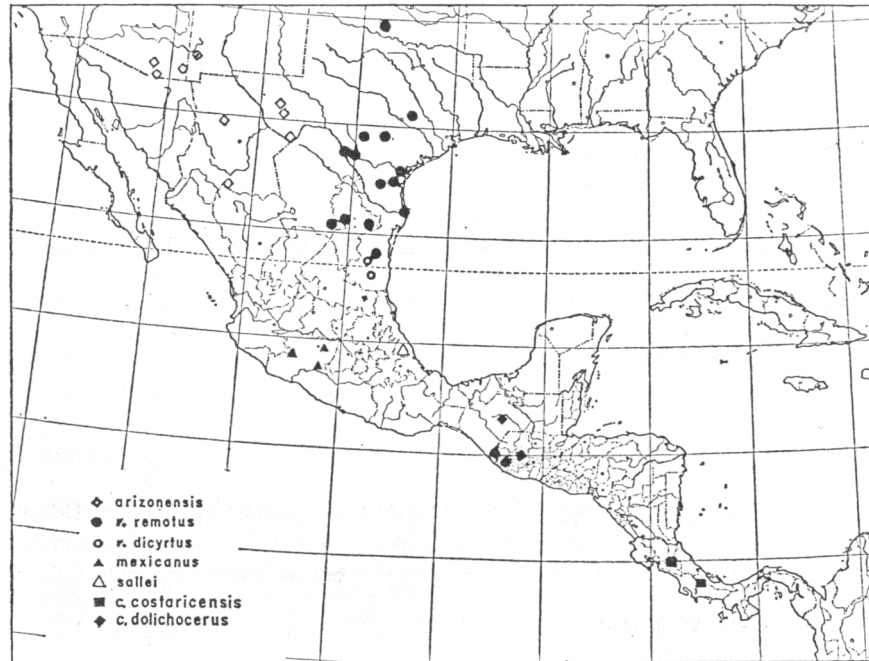 arizonensis
r. remotus
r. dicyrtus
mexicanus
sallei
c. costaricensis
c. dolichocerus